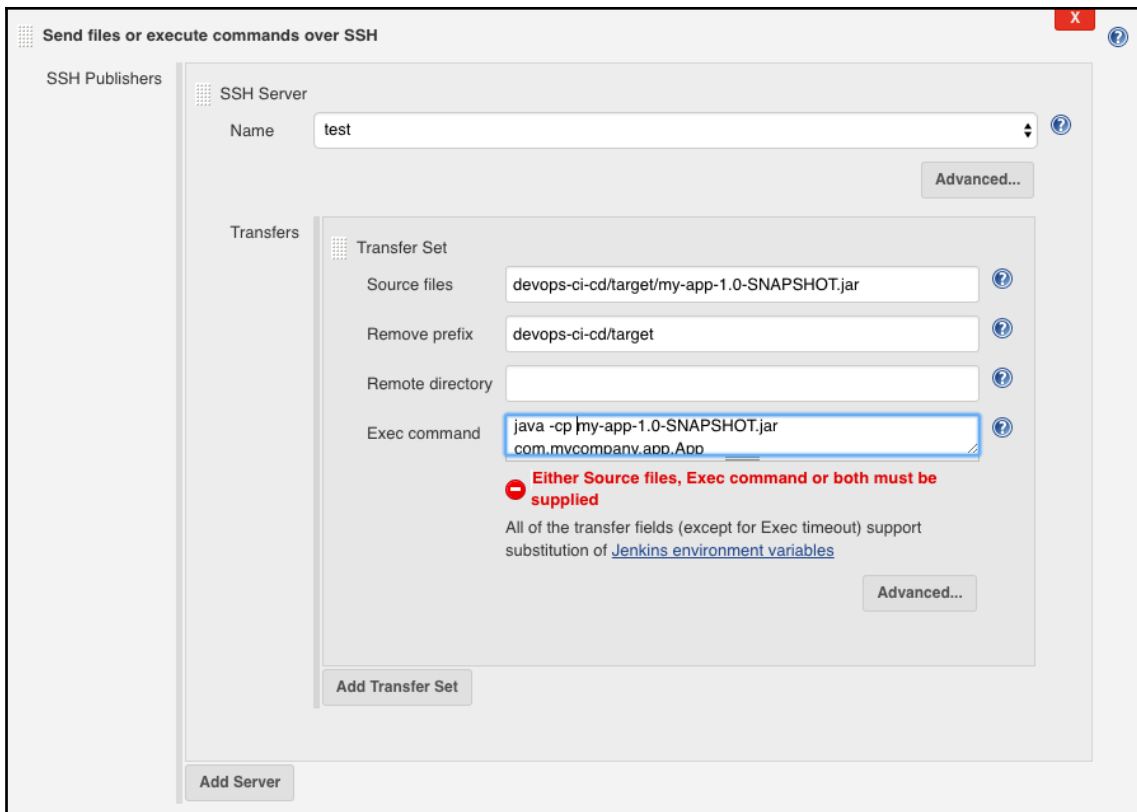 X
Send files or execute commands over SSH
SSH Publishers
SSH Server
Name
test
Advanced...
Transfers
Transfer Set
Source files
devops-ci-cd/target/my-app-1.0-SNAPSHOT.jar
Remove prefix
devops-ci-cd/target
Remote directory
Exec command
java -cp my-app-1.0-SNAPSHOT.jar
com.mycompany.app.App
Either Source files, Exec command or both must be
supplied
All of the transfer fields (except for Exec timeout) support
substitution of Jenkins environment variables
Advanced...
Add Transfer Set
Add Server